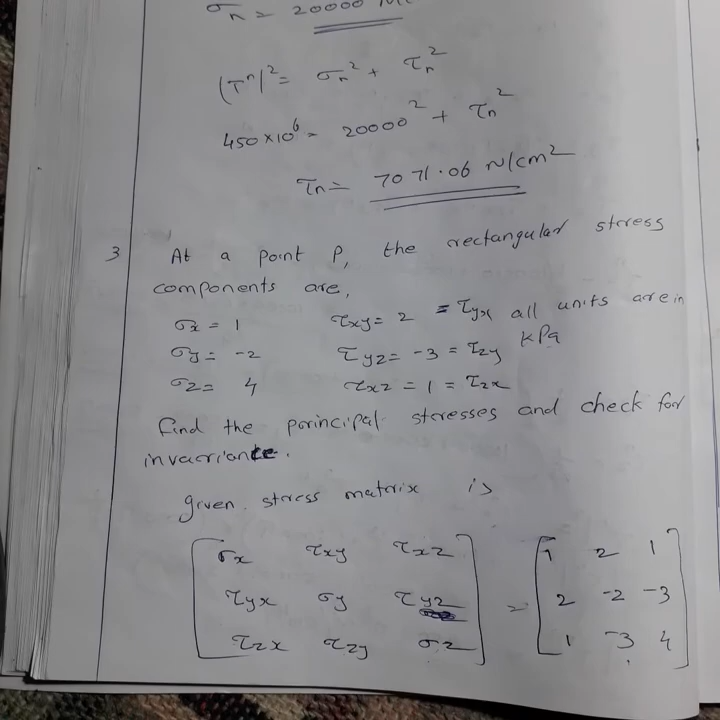 σn = 20000
(Tⁿ)² = σn² + τn²
450×10⁶ = 20000² + τn²
τn = 7071.06 N/cm²
3 At a point P, the rectangular stress
components are,
σx = 1 τxy = 2 = τyx all units are in
σy = -2 τyz = -3 = τzy kPa
σz = 4 τxz = 1 = τzx
Find the principal stresses and check for
invariance.
given stress matrix is
[σx τxy τxz] = [1 2 1]
[τyx σy τyz] [2 -2 -3]
[τzx τzy σz] [1 -3 4]